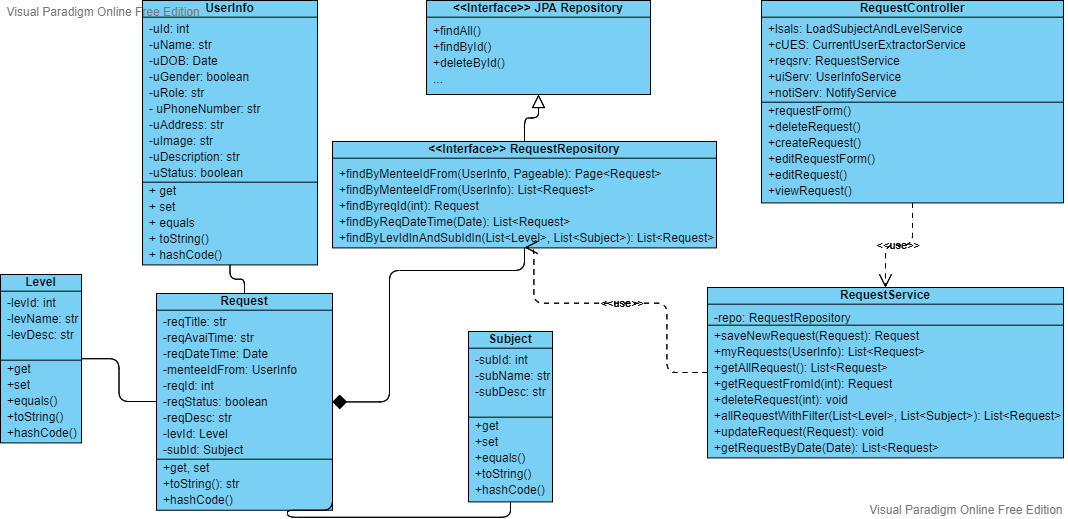 Visual Paradigm Online Free Edition
UserInfo
-uId: int
-uName: str
-uDOB: Date
-uGender: boolean
-uRole: str
- uPhoneNumber: str
-uAddress: str
-uImage: str
-uDescription: str
-uStatus: boolean
+ get
+ set
+ equals
+ toString()
+ hashCode()
<<Interface>> JPA Repository
+findAll()
+findById()
+deleteById()
...
RequestController
+lsals: LoadSubjectAndLevelService
+cUES: CurrentUserExtractorService
+reqsrv: RequestService
+uiServ: UserInfoService
+notiServ: NotifyService
+requestForm()
+deleteRequest()
+createRequest()
+editRequestForm()
+editRequest()
+viewRequest()
<<Interface>> RequestRepository
+findByMenteeIdFrom(UserInfo, Pageable): Page<Request>
+findByMenteeIdFrom(UserInfo): List<Request>
+findByreqId(int): Request
+findByReqDateTime(Date): List<Request>
+findByLevIdInAndSubIdIn(List<Level>, List<Subject>): List<Request>
<<use>>
Level
-levId: int
-levName: str
-levDesc: str
+get
+set
+equals()
+toString()
+hashCode()
Request
-reqTitle: str
-reqAvaiTime: str
-reqDateTime: Date
-menteeIdFrom: UserInfo
-reqId: int
-reqStatus: boolean
-reqDesc: str
-levId: Level
-subId: Subject
+get, set
+toString(): str
+hashCode()
Subject
-subId: int
-subName: str
-subDesc: str
+get
+set
+equals()
+toString()
+hashCode()
<<use>>
RequestService
-repo: RequestRepository
+saveNewRequest(Request): Request
+myRequests(UserInfo): List<Request>
+getAllRequest(): List<Request>
+getRequestFromId(int): Request
+deleteRequest(int): void
+allRequestWithFilter(List<Level>, List<Subject>): List<Request>
+updateRequest(Request): void
+getRequestByDate(Date): List<Request>
Visual Paradigm Online Free Edition